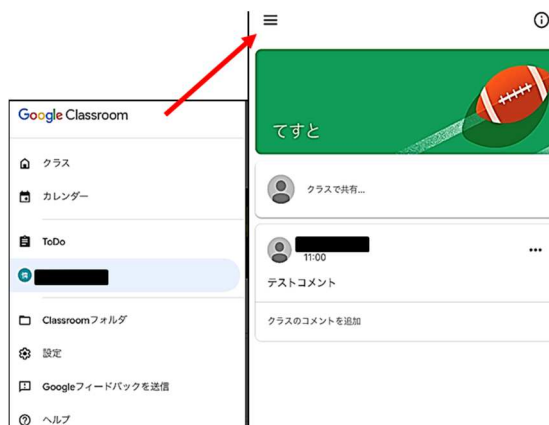 Google Classroom
クラス
カレンダー
ToDo
情
Classroomフォルダ
設定
Googleフィードバックを送信
ヘルプ
てすと
クラスで共有...
11:00
テストコメント
クラスのコメントを追加